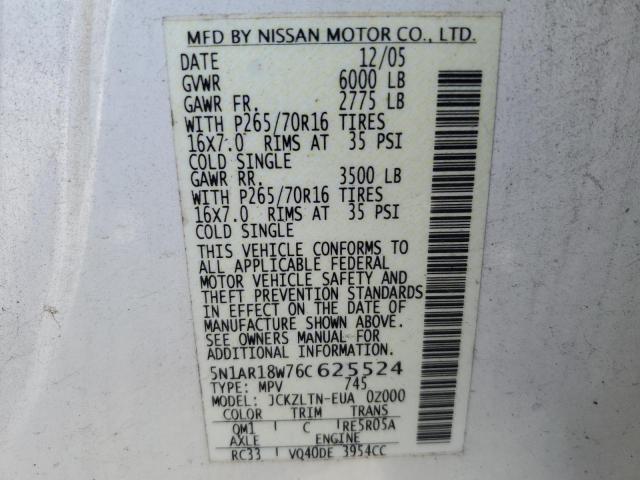 MFD BY NISSAN MOTOR CO., LTD.
DATE 12/05
GVWR 6000 LB
GAWR FR. 2775 LB
WITH P265/70R16 TIRES
16X7.0 RIMS AT 35 PSI
COLD SINGLE
GAWR RR. 3500 LB
WITH P265/70R16 TIRES
16X7.0 RIMS AT 35 PSI
COLD SINGLE
THIS VEHICLE CONFORMS TO
ALL APPLICABLE FEDERAL
MOTOR VEHICLE SAFETY AND
THEFT PREVENTION STANDARDS
IN EFFECT ON THE DATE OF
MANUFACTURE SHOWN ABOVE.
SEE OWNERS MANUAL FOR
ADDITIONAL INFORMATION.
5N1AR18W76C625524
TYPE: MPV 745
MODEL: JCKZLTN-EUA 0Z000
COLOR TRIM TRANS
QM1 C RE5R05A
AXLE ENGINE
RC33 VQ40DE 3954CC